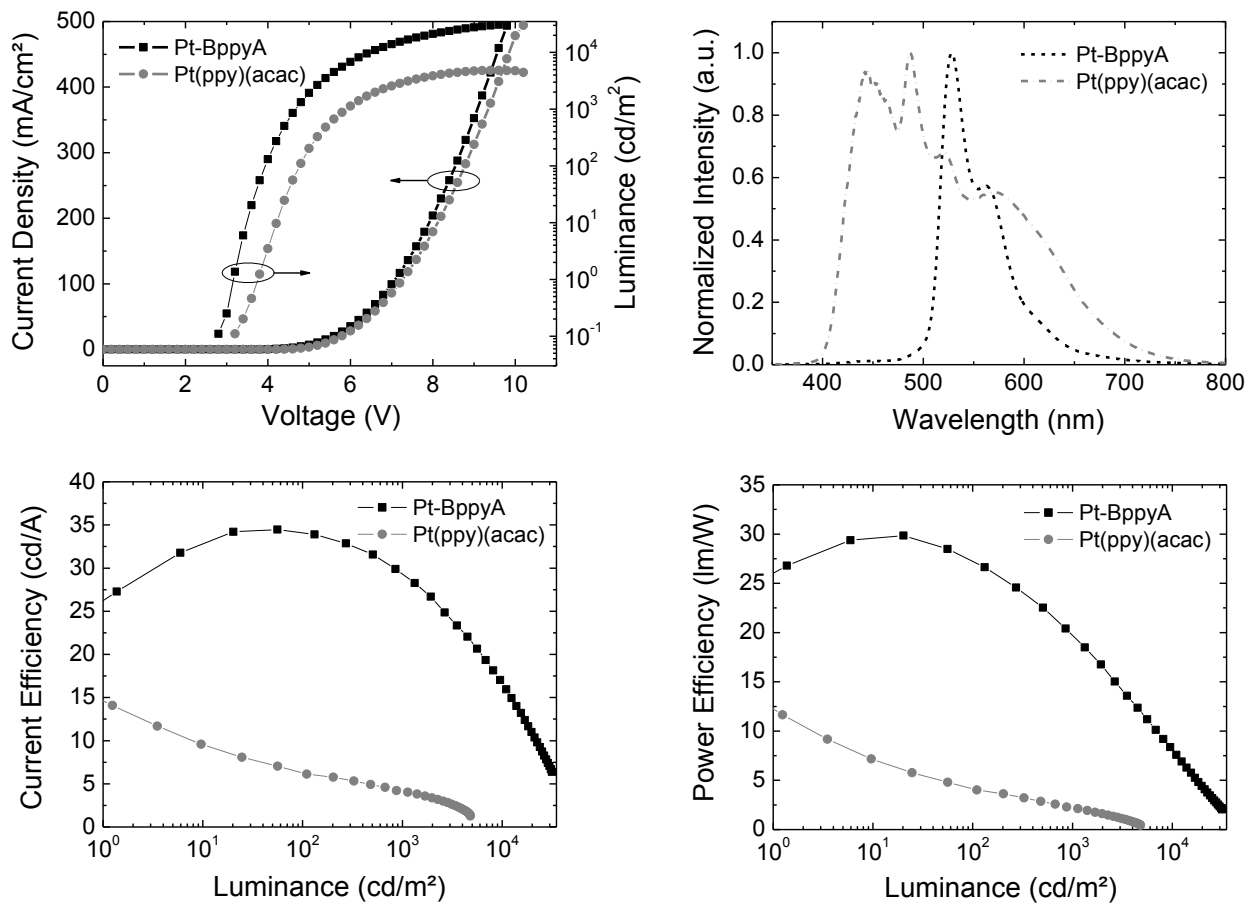 500
400
300
200
100
0
Current Density (mA/cm²)
Pt-BppyA
Pt(ppy)(acac)
10⁴
10³
10²
10¹
10⁰
10⁻¹
Luminance (cd/m²)
0 2 4 6 8 10
Voltage (V)
1.0
0.8
0.6
0.4
0.2
0.0
Normalized Intensity (a.u.)
Pt-BppyA
Pt(ppy)(acac)
400 500 600 700 800
Wavelength (nm)
40
35
30
25
20
15
10
5
0
Current Efficiency (cd/A)
Pt-BppyA
Pt(ppy)(acac)
10⁰ 10¹ 10² 10³ 10⁴
Luminance (cd/m²)
35
30
25
20
15
10
5
0
Power Efficiency (lm/W)
Pt-BppyA
Pt(ppy)(acac)
10⁰ 10¹ 10² 10³ 10⁴
Luminance (cd/m²)